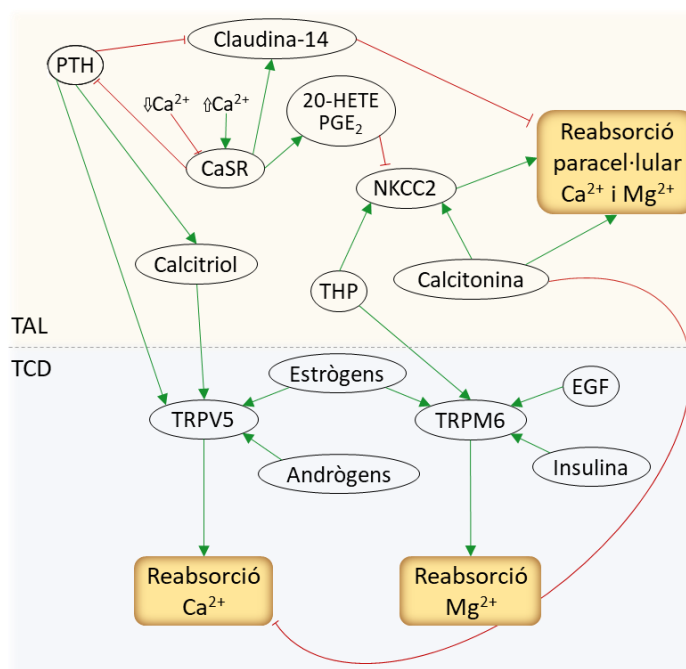 Claudina-14
PTH
⇩Ca²⁺
⇧Ca²⁺
20-HETE
PGE₂
Reabsorció
paracel·lular
Ca²⁺ i Mg²⁺
CaSR
NKCC2
Calcitriol
THP
Calcitonina
TAL
TCD
Estrògens
EGF
TRPV5
TRPM6
Andrògens
Insulina
Reabsorció
Ca²⁺
Reabsorció
Mg²⁺